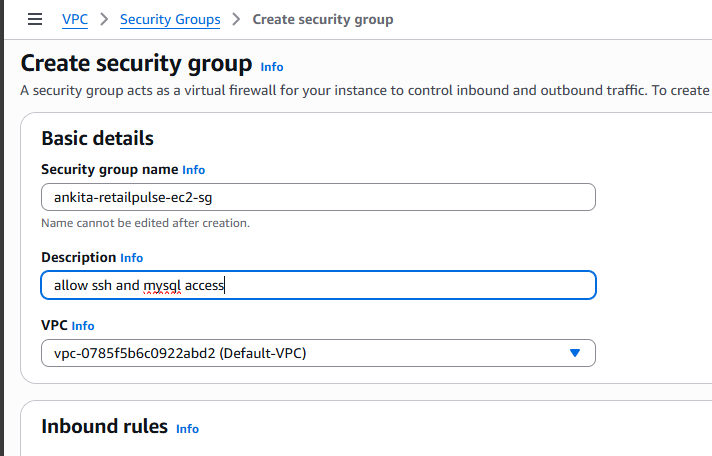 VPC > Security Groups > Create security group
Create security group Info
A security group acts as a virtual firewall for your instance to control inbound and outbound traffic. To create
Basic details
Security group name Info
ankita-retailpulse-ec2-sg
Name cannot be edited after creation.
Description Info
allow ssh and mysql access
VPC Info
vpc-0785f5b6c0922abd2 (Default-VPC)
Inbound rules Info